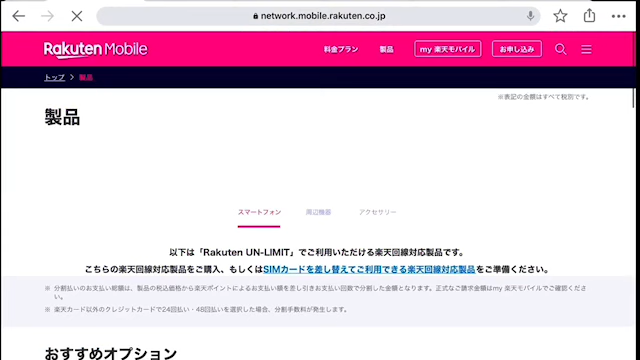 network.mobile.rakuten.co.jp
Rakuten Mobile
料金プラン
製品
my 楽天モバイル
お申し込み
トップ
製品
※表記の金額はすべて税別です。
製品
スマートフォン
周辺機器
アクセサリー
以下は「Rakuten UN-LIMIT」でご利用いただける楽天回線対応製品です。
こちらの楽天回線対応製品をご購入、もしくはSIMカードを差し替えてご利用できる楽天回線対応製品をご準備ください。
※ 分割払いのお支払い総額は、製品の税込価格から楽天ポイントによるお支払い額を差し引きお支払い回数で分割した金額となります。正式なご請求金額はmy 楽天モバイルでご確認くださ
い。
※ 楽天カード以外のクレジットカードで24回払い・48回払いを選択した場合、分割手数料が発生します。
おすすめオプション